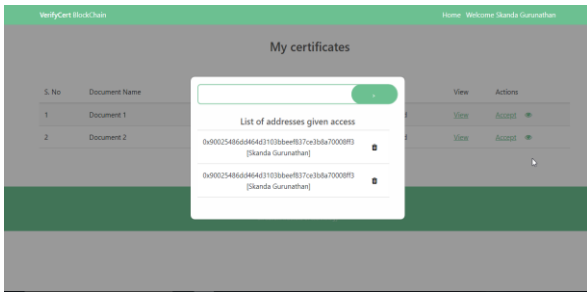 VerifyCert BlockChain Home Welcome Skanda Gurunathan
My certificates
S. No Document Name View Actions
1 Document 1 View Accept
2 Document 2 View Accept
List of addresses given access
0x90025486dd464d3103bbeef837ce3b8a70008ff3
[Skanda Gurunathan]
0x90025486dd464d3103bbeef837ce3b8a70008ff3
[Skanda Gurunathan]